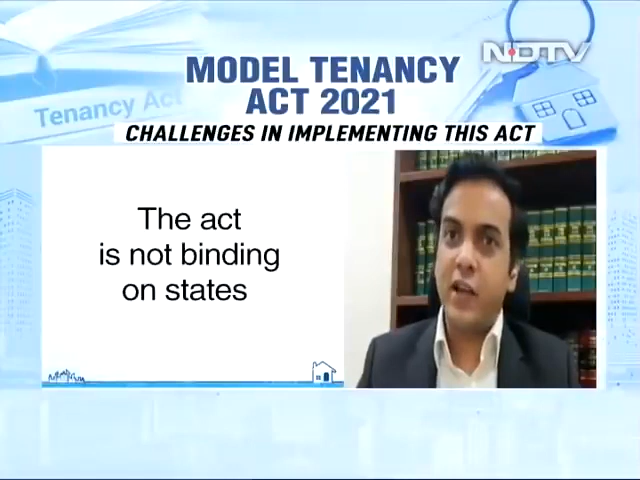 NDTV
Tenancy Act
MODEL TENANCY
ACT 2021
CHALLENGES IN IMPLEMENTING THIS ACT
The act
is not binding
on states